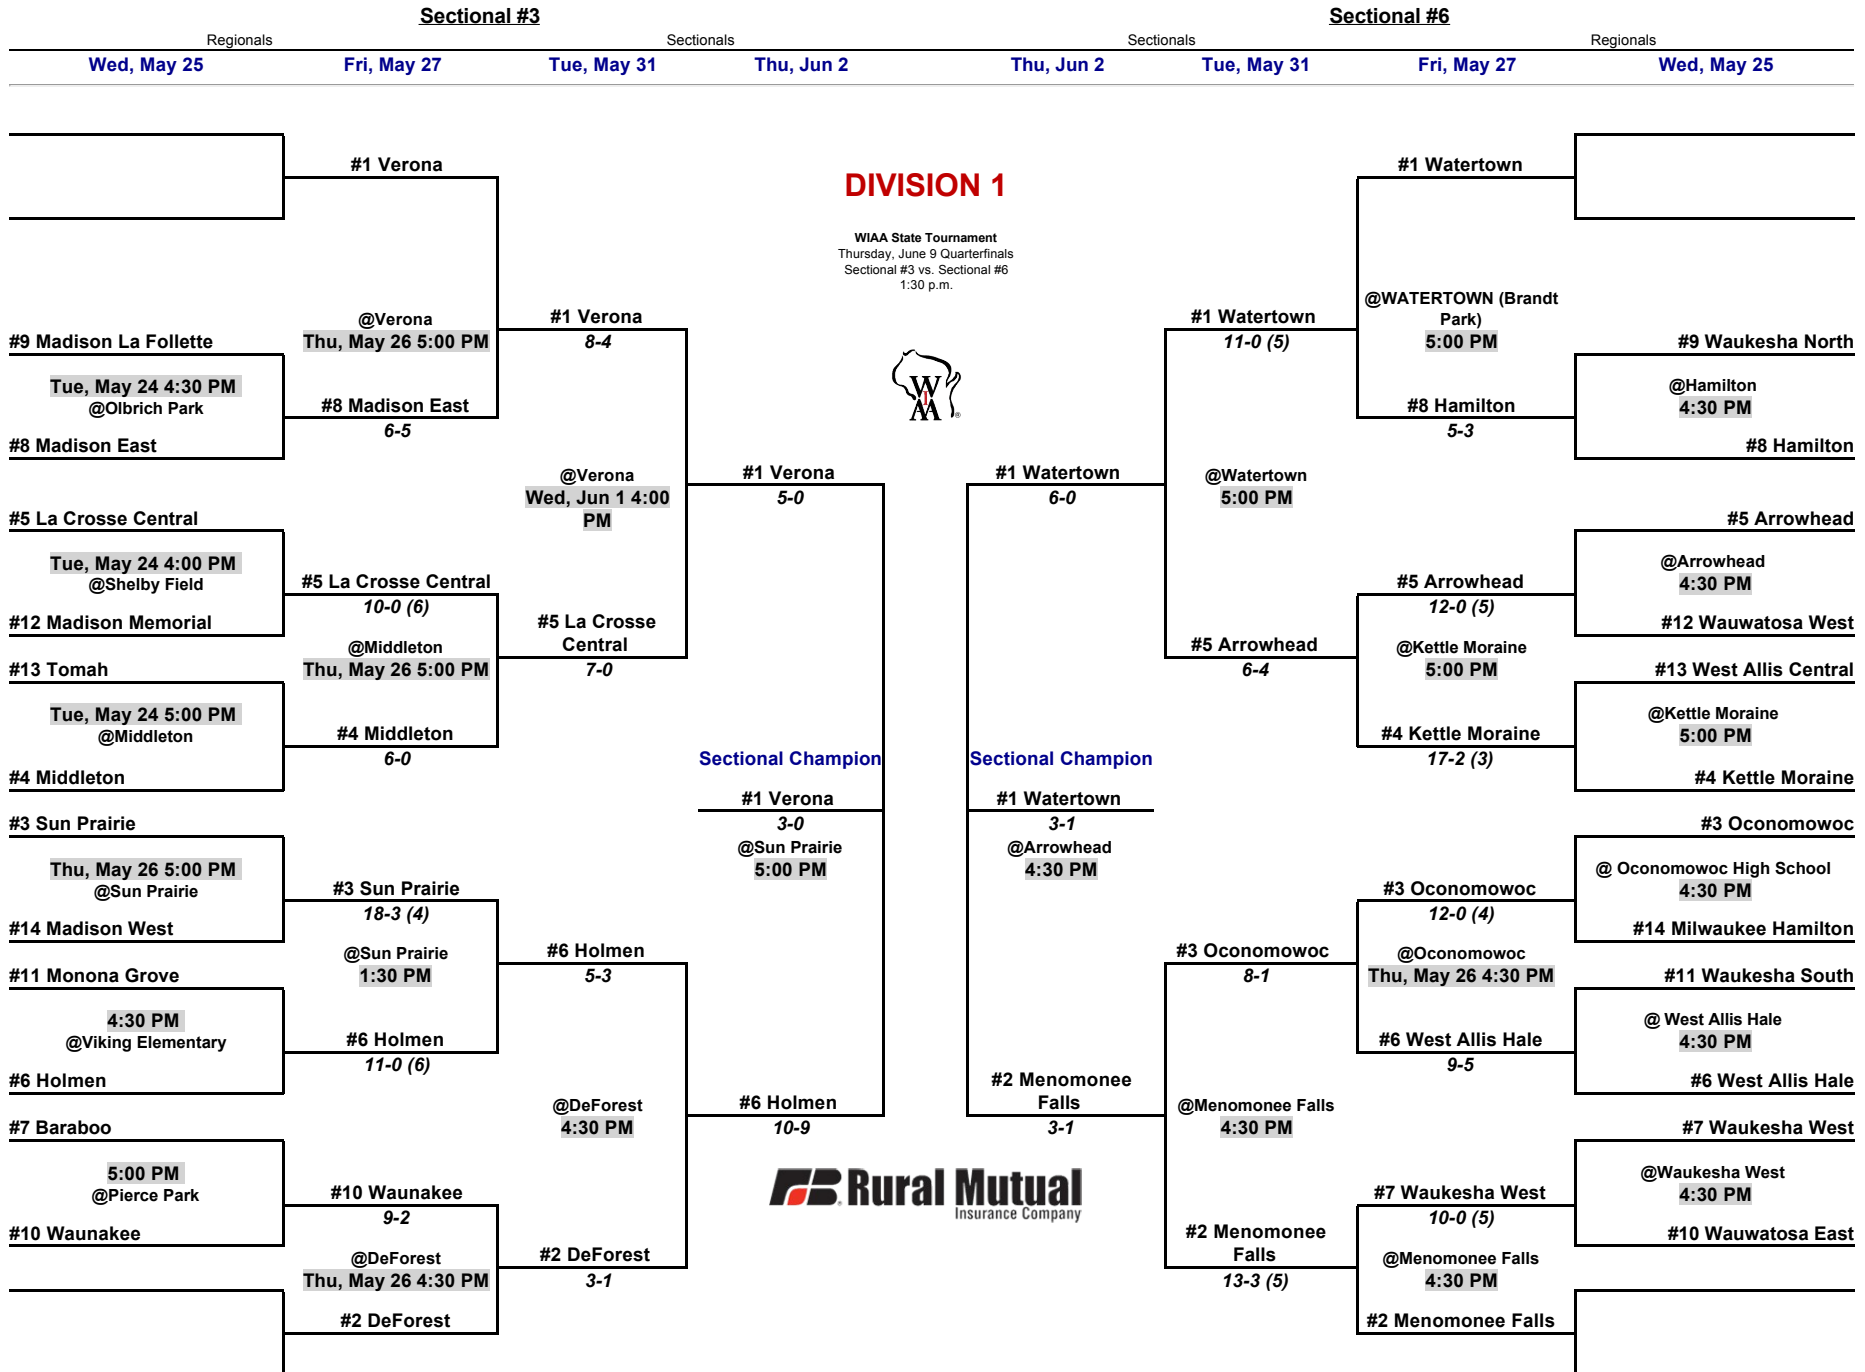 Sectional #3
Sectional #6
Regionals
Sectionals
Sectionals
Regionals
Wed, May 25
Fri, May 27
Tue, May 31
Thu, Jun 2
Thu, Jun 2
Tue, May 31
Fri, May 27
Wed, May 25
#9 Madison La Follette
Tue, May 24 4:30 PM
@Olbrich Park
#8 Madison East
#5 La Crosse Central
Tue, May 24 4:00 PM
@Shelby Field
#12 Madison Memorial
#13 Tomah
Tue, May 24 5:00 PM
@Middleton
#4 Middleton
#3 Sun Prairie
Thu, May 26 5:00 PM
@Sun Prairie
#14 Madison West
#11 Monona Grove
4:30 PM
@Viking Elementary
#6 Holmen
#7 Baraboo
5:00 PM
@Pierce Park
#10 Waunakee
#1 Verona
@Verona
Thu, May 26 5:00 PM
#8 Madison East
6-5
#5 La Crosse Central
10-0 (6)
@Middleton
Thu, May 26 5:00 PM
#4 Middleton
6-0
#3 Sun Prairie
18-3 (4)
@Sun Prairie
1:30 PM
#6 Holmen
11-0 (6)
#10 Waunakee
9-2
@DeForest
Thu, May 26 4:30 PM
#2 DeForest
#1 Verona
8-4
@Verona
Wed, Jun 1 4:00
PM
#5 La Crosse
Central
7-0
#6 Holmen
5-3
@DeForest
4:30 PM
#2 DeForest
3-1
#1 Verona
5-0
Sectional Champion
#1 Verona
3-0
@Sun Prairie
5:00 PM
#6 Holmen
10-9
DIVISION 1
WIAA State Tournament
Thursday, June 9 Quarterfinals
Sectional #3 vs. Sectional #6
1:30 p.m.
WIAA
®
Rural Mutual
Insurance Company
#1 Watertown
6-0
Sectional Champion
#1 Watertown
3-1
@Arrowhead
4:30 PM
#2 Menomonee
Falls
3-1
#1 Watertown
11-0 (5)
@Watertown
5:00 PM
#5 Arrowhead
6-4
#3 Oconomowoc
8-1
@Menomonee Falls
4:30 PM
#2 Menomonee
Falls
13-3 (5)
#1 Watertown
@WATERTOWN (Brandt
Park)
5:00 PM
#8 Hamilton
5-3
#5 Arrowhead
12-0 (5)
@Kettle Moraine
5:00 PM
#4 Kettle Moraine
17-2 (3)
#3 Oconomowoc
12-0 (4)
@Oconomowoc
Thu, May 26 4:30 PM
#6 West Allis Hale
9-5
#7 Waukesha West
10-0 (5)
@Menomonee Falls
4:30 PM
#2 Menomonee Falls
#9 Waukesha North
@Hamilton
4:30 PM
#8 Hamilton
#5 Arrowhead
@Arrowhead
4:30 PM
#12 Wauwatosa West
#13 West Allis Central
@Kettle Moraine
5:00 PM
#4 Kettle Moraine
#3 Oconomowoc
@ Oconomowoc High School
4:30 PM
#14 Milwaukee Hamilton
#11 Waukesha South
@ West Allis Hale
4:30 PM
#6 West Allis Hale
#7 Waukesha West
@Waukesha West
4:30 PM
#10 Wauwatosa East